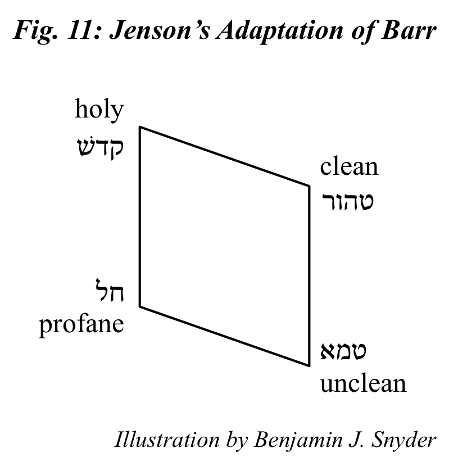 Fig. 11: Jenson's Adaptation of Barr
holy
קדשׁ
clean
טהור
חל
profane
טמא
unclean
Illustration by Benjamin J. Snyder